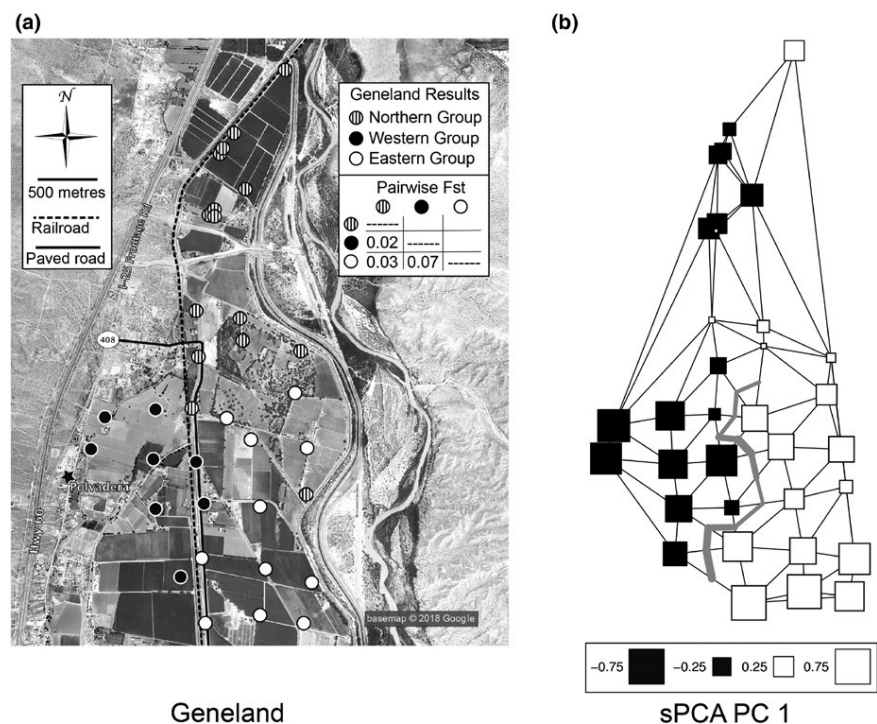 (a)
N
500 metres
Railroad
Paved road
I-25 Frontage Rd
408
Polvadera
Hwy 60
Geneland Results
Northern Group
Western Group
Eastern Group
Pairwise Fst
------
0.02 ------
0.03 0.07 ------
basemap © 2018 Google
Geneland
(b)
−0.75 −0.25 0.25 0.75
sPCA PC 1